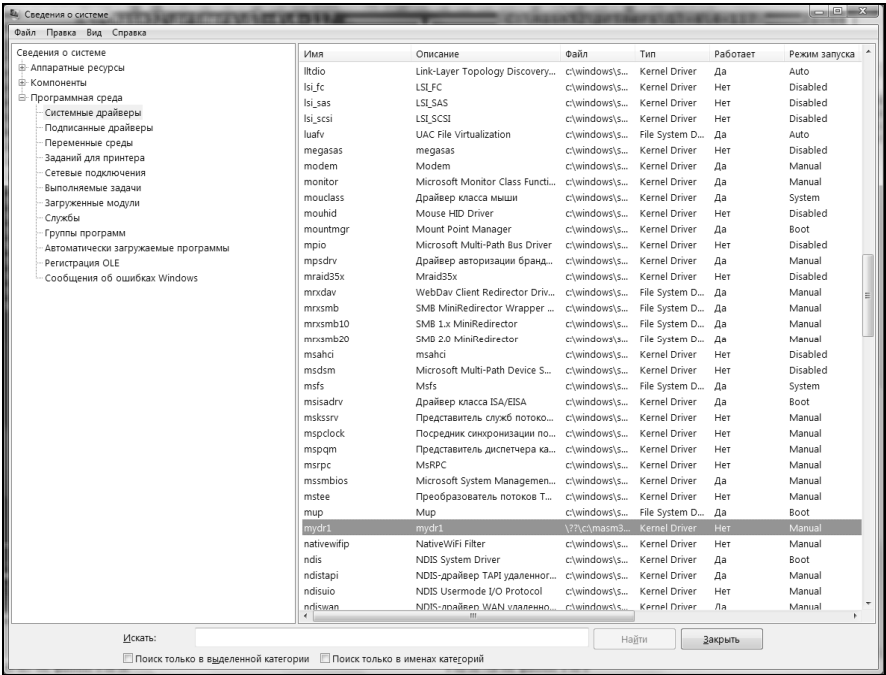 Сведения о системе
Файл Правка Вид Справка
Сведения о системе
Аппаратные ресурсы
Компоненты
Программная среда
Системные драйверы
Подписанные драйверы
Переменные среды
Заданий для принтера
Сетевые подключения
Выполняемые задачи
Загруженные модули
Службы
Группы программ
Автоматически загружаемые программы
Регистрация OLE
Сообщения об ошибках Windows
Имя Описание Файл Тип Работает Режим запуска
lltdio Link-Layer Topology Discovery... c:\windows\s... Kernel Driver Да Auto
lsi_fc LSI_FC c:\windows\s... Kernel Driver Нет Disabled
lsi_sas LSI_SAS c:\windows\s... Kernel Driver Нет Disabled
lsi_scsi LSI_SCSI c:\windows\s... Kernel Driver Нет Disabled
luafv UAC File Virtualization c:\windows\s... File System D... Да Auto
megasas megasas c:\windows\s... Kernel Driver Нет Disabled
modem Modem c:\windows\s... Kernel Driver Да Manual
monitor Microsoft Monitor Class Functi... c:\windows\s... Kernel Driver Да Manual
mouclass Драйвер класса мыши c:\windows\s... Kernel Driver Да System
mouhid Mouse HID Driver c:\windows\s... Kernel Driver Нет Disabled
mountmgr Mount Point Manager c:\windows\s... Kernel Driver Да Boot
mpio Microsoft Multi-Path Bus Driver c:\windows\s... Kernel Driver Нет Disabled
mpsdrv Драйвер авторизации бранд... c:\windows\s... Kernel Driver Да Manual
mraid35x Mraid35x c:\windows\s... Kernel Driver Нет Disabled
mrxdav WebDav Client Redirector Driv... c:\windows\s... File System D... Да Manual
mrxsmb SMB MiniRedirector Wrapper ... c:\windows\s... File System D... Да Manual
mrxsmb10 SMB 1.x MiniRedirector c:\windows\s... File System D... Да Manual
mrxsmb20 SMB 2.0 MiniRedirector c:\windows\s... File System D... Да Manual
msahci msahci c:\windows\s... Kernel Driver Нет Disabled
msdsm Microsoft Multi-Path Device S... c:\windows\s... Kernel Driver Нет Disabled
msfs Msfs c:\windows\s... File System D... Да System
msisadrv Драйвер класса ISA/EISA c:\windows\s... Kernel Driver Да Boot
mskssrv Представитель служб потоко... c:\windows\s... Kernel Driver Нет Manual
mspclock Посредник синхронизации по... c:\windows\s... Kernel Driver Нет Manual
mspqm Представитель диспетчера ка... c:\windows\s... Kernel Driver Нет Manual
msrpc MsRPC c:\windows\s... Kernel Driver Нет Manual
mssmbios Microsoft System Managemen... c:\windows\s... Kernel Driver Да Manual
mstee Преобразователь потоков T... c:\windows\s... Kernel Driver Нет Manual
mup Mup c:\windows\s... File System D... Да Boot
mydr1 mydr1 \??\c:\masm3... Kernel Driver Нет Manual
nativewifip NativeWiFi Filter c:\windows\s... Kernel Driver Нет Manual
ndis NDIS System Driver c:\windows\s... Kernel Driver Да Boot
ndistapi NDIS-драйвер TAPI удаленног... c:\windows\s... Kernel Driver Да Manual
ndisuio NDIS Usermode I/O Protocol c:\windows\s... Kernel Driver Нет Manual
ndiswan NDIS-драйвер WAN удаленно... c:\windows\s... Kernel Driver Да Manual
Искать: Найти Закрыть
Поиск только в выделенной категории Поиск только в именах категорий